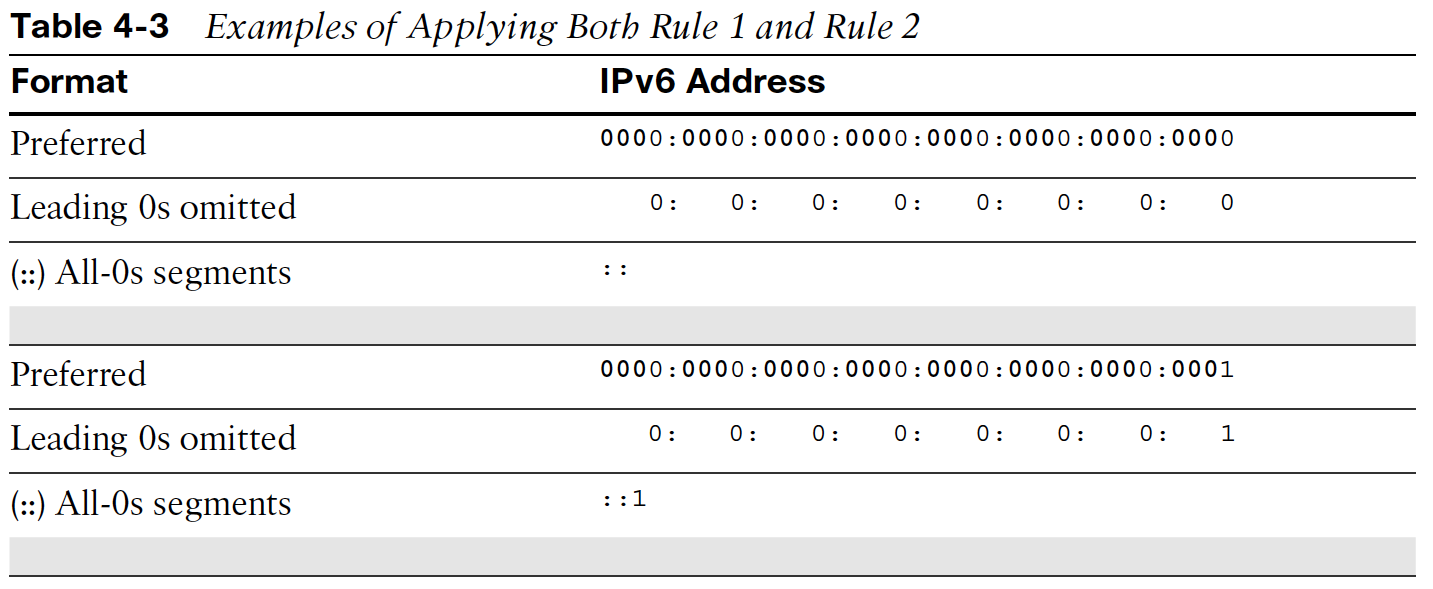 Table 4-3 Examples of Applying Both Rule 1 and Rule 2
Format IPv6 Address
Preferred 0000:0000:0000:0000:0000:0000:0000:0000
Leading 0s omitted 0: 0: 0: 0: 0: 0: 0: 0
(::) All-0s segments ::
Preferred 0000:0000:0000:0000:0000:0000:0000:0001
Leading 0s omitted 0: 0: 0: 0: 0: 0: 0: 1
(::) All-0s segments ::1